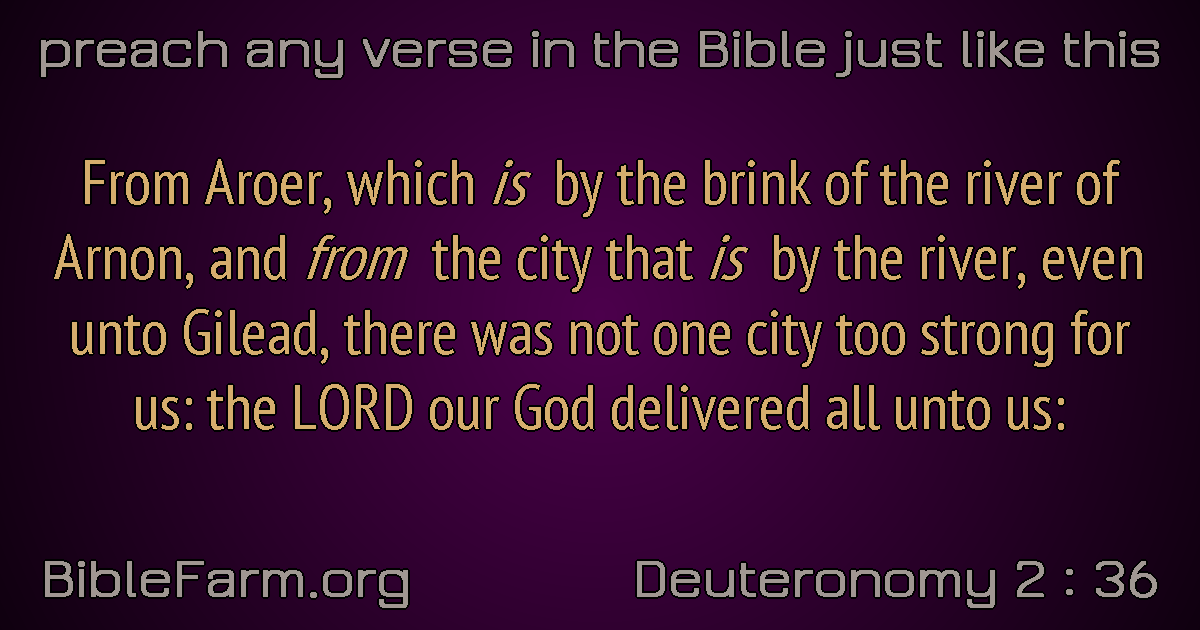 preach any verse in the Bible just like this
From Aroer, which is by the brink of the river of
Arnon, and from the city that is by the river, even
unto Gilead, there was not one city too strong for
us: the LORD our God delivered all unto us:
BibleFarm.org
Deuteronomy 2 : 36